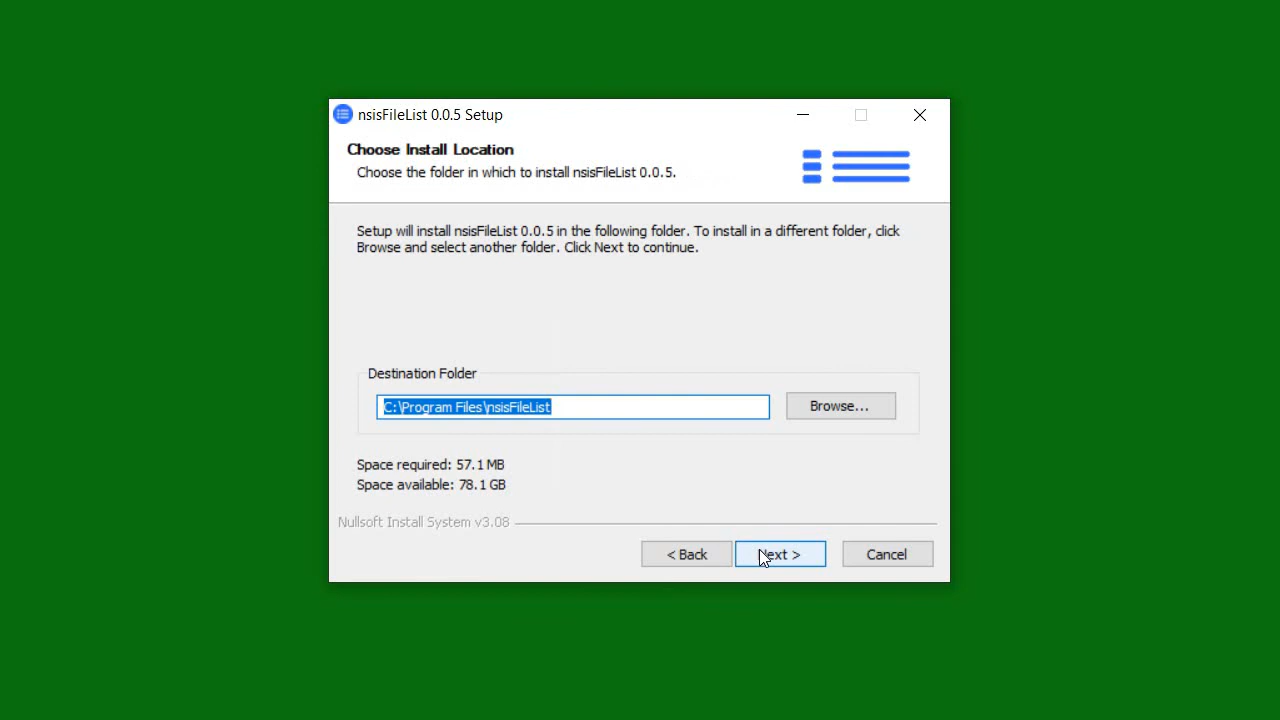 nsisFileList 0.0.5 Setup
Choose Install Location
Choose the folder in which to install nsisFileList 0.0.5.
Setup will install nsisFileList 0.0.5 in the following folder. To install in a different folder, click
Browse and select another folder. Click Next to continue.
Destination Folder
C:\Program Files\nsisFileList
Browse...
Space required: 57.1 MB
Space available: 78.1 GB
Nullsoft Install System v3.08
< Back
Next >
Cancel